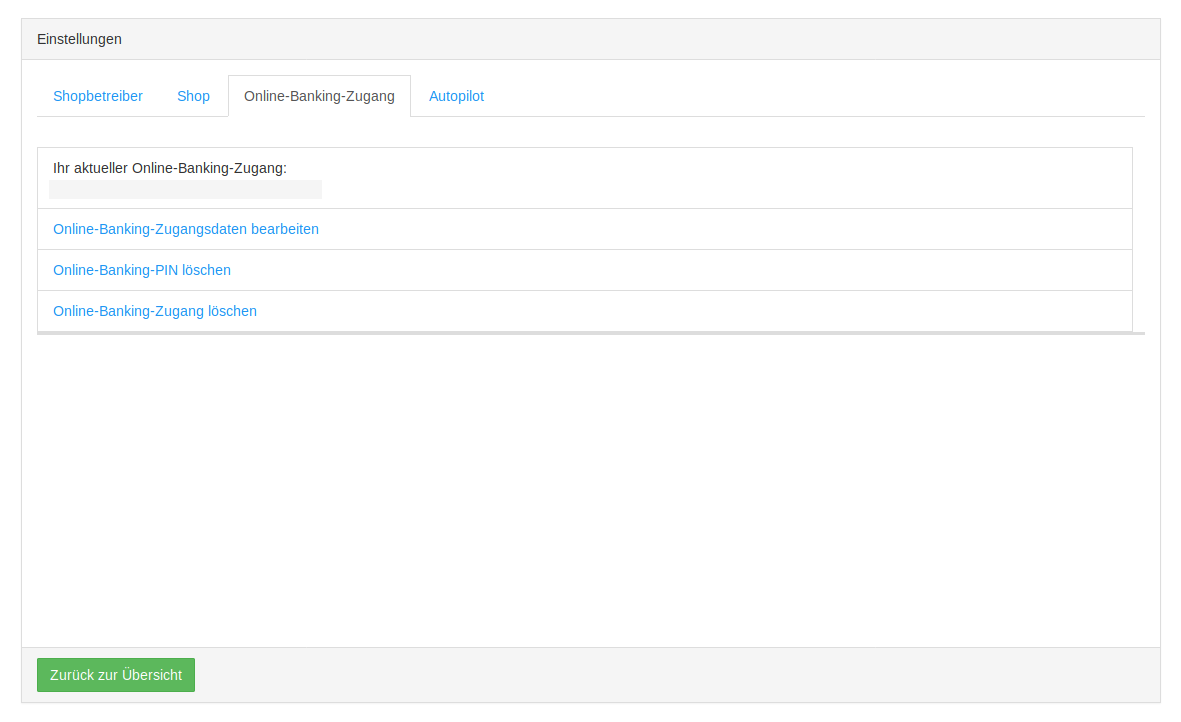 Einstellungen
Shopbetreiber Shop Online-Banking-Zugang Autopilot
Ihr aktueller Online-Banking-Zugang:
Online-Banking-Zugangsdaten bearbeiten
Online-Banking-PIN löschen
Online-Banking-Zugang löschen
Zurück zur Übersicht